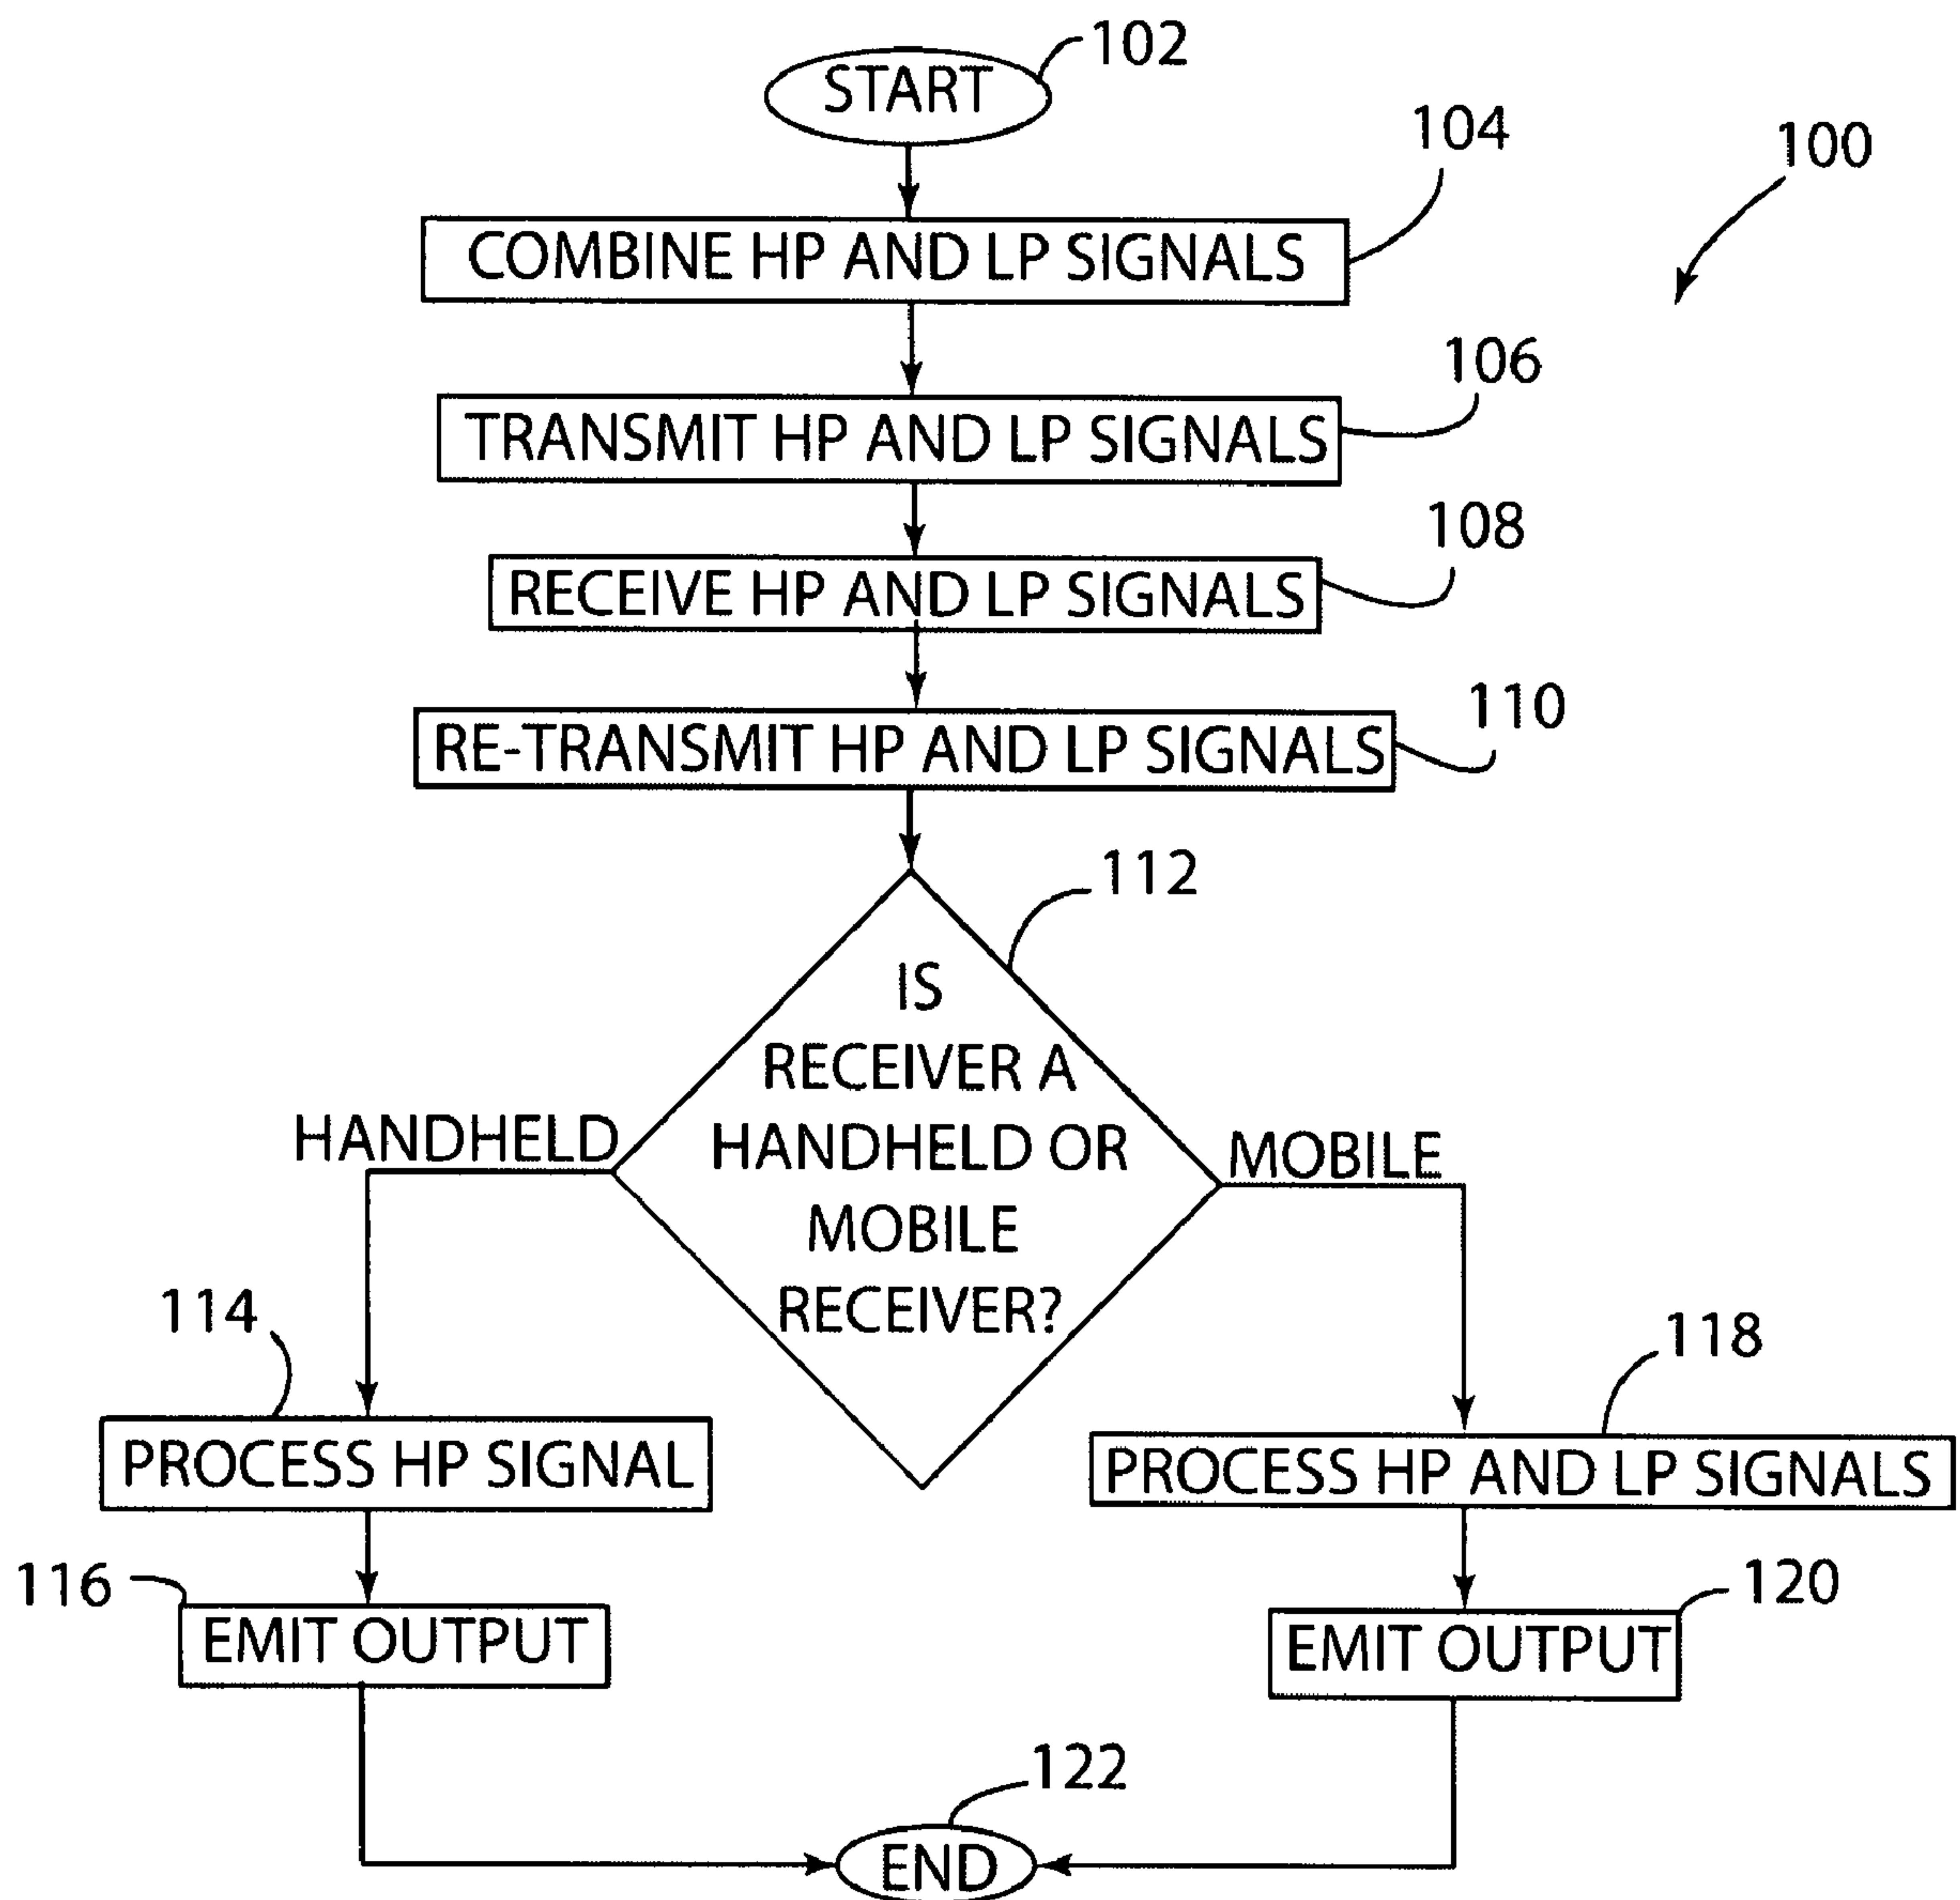 START
102
104
100
COMBINE HP AND LP SIGNALS
106
TRANSMIT HP AND LP SIGNALS
108
RECEIVE HP AND LP SIGNALS
110
RE-TRANSMIT HP AND LP SIGNALS
112
IS
RECEIVER A
HANDHELD OR
MOBILE
RECEIVER?
HANDHELD
MOBILE
114
118
PROCESS HP SIGNAL
PROCESS HP AND LP SIGNALS
116
EMIT OUTPUT
120
EMIT OUTPUT
122
END